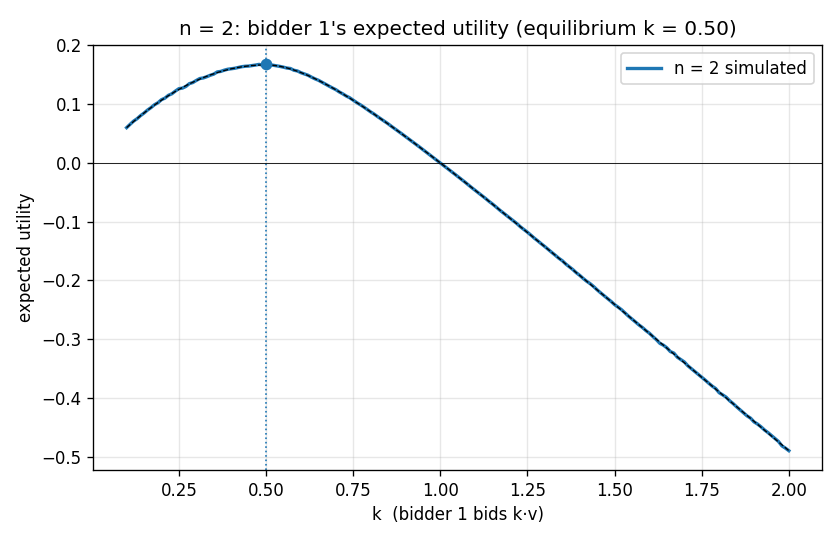 n = 2: bidder 1's expected utility (equilibrium k = 0.50)
n = 2 simulated
expected utility
0.2
0.1
0.0
−0.1
−0.2
−0.3
−0.4
−0.5
0.25 0.50 0.75 1.00 1.25 1.50 1.75 2.00
k (bidder 1 bids k·v)